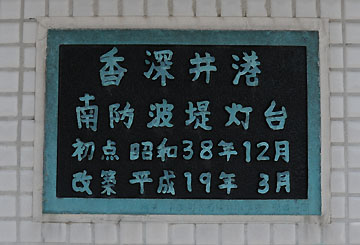 香深井港
南防波堤灯台
初点 昭和38年12月
改築 平成19年 3月